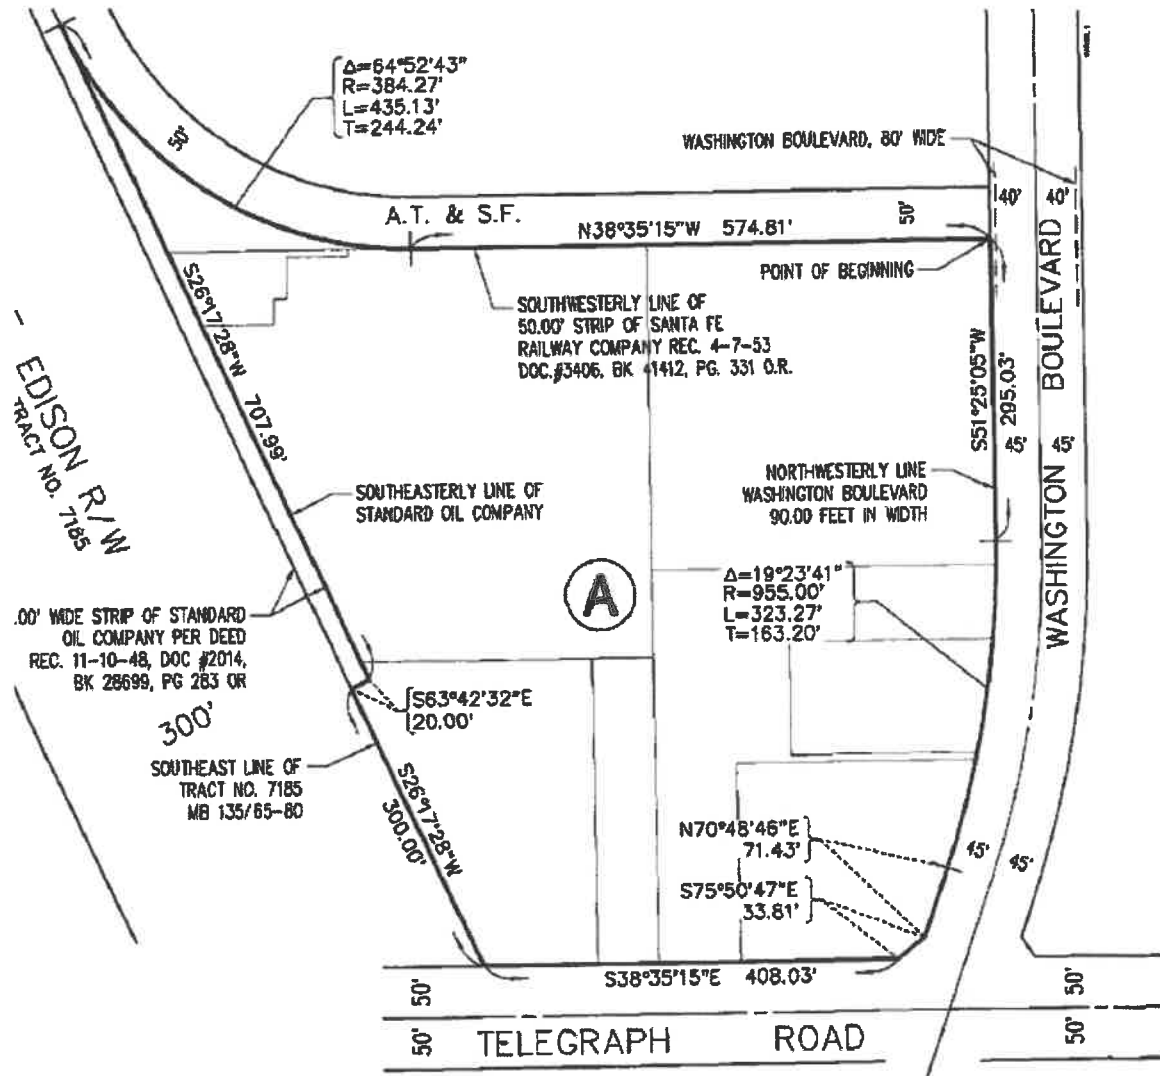 Δ=64°52'43"
R=384.27'
L=435.13'
T=244.24'
50'
WASHINGTON BOULEVARD, 80' WIDE
40' 40'
A.T. & S.F.
N38°35'15"W 574.81'
50'
POINT OF BEGINNING
SOUTHWESTERLY LINE OF
50.00' STRIP OF SANTA FE
RAILWAY COMPANY REC. 4-7-53
DOC.#3406, BK 41412, PG. 331 O.R.
S26°17'28"W 707.99'
EDISON R/W
TRACT NO. 7185
S51°25'05"W
295.03'
WASHINGTON BOULEVARD
45' 45'
SOUTHEASTERLY LINE OF
STANDARD OIL COMPANY
NORTHWESTERLY LINE
WASHINGTON BOULEVARD
90.00 FEET IN WIDTH
A
Δ=19°23'41"
R=955.00'
L=323.27'
T=163.20'
.00' WIDE STRIP OF STANDARD
OIL COMPANY PER DEED
REC. 11-10-48, DOC #2014,
BK 28699, PG 283 OR
S63°42'32"E
20.00'
300'
SOUTHEAST LINE OF
TRACT NO. 7185
MB 135/65-80
S26°17'28"W
300.00'
N70°48'46"E
71.43'
45' 45'
S75°50'47"E
33.81'
S38°35'15"E 408.03'
50' 50'
TELEGRAPH ROAD
50' 50'